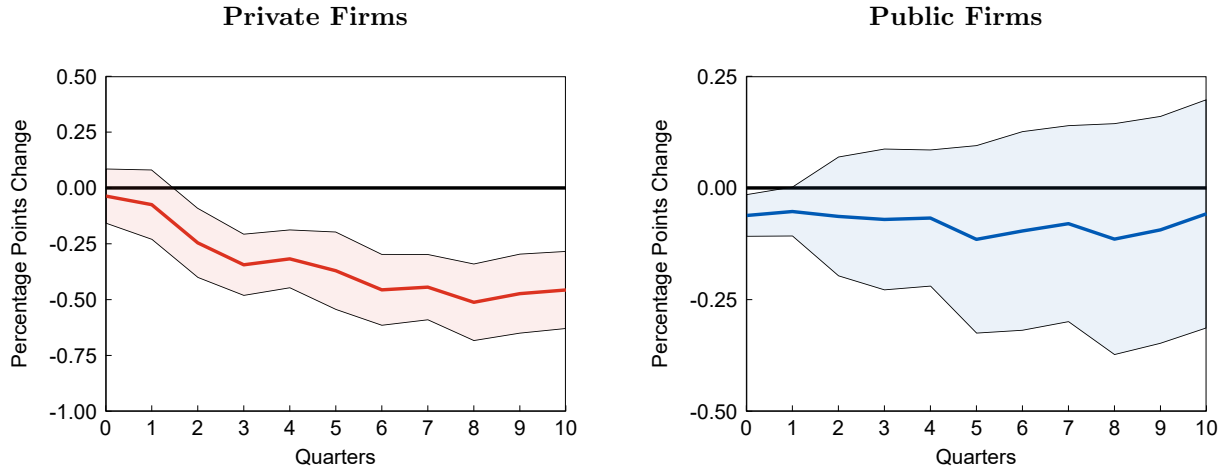 Private Firms
Percentage Points Change
0.50
0.25
0.00
-0.25
-0.50
-0.75
-1.00
0 1 2 3 4 5 6 7 8 9 10
Quarters
Public Firms
Percentage Points Change
0.25
0.00
-0.25
-0.50
0 1 2 3 4 5 6 7 8 9 10
Quarters